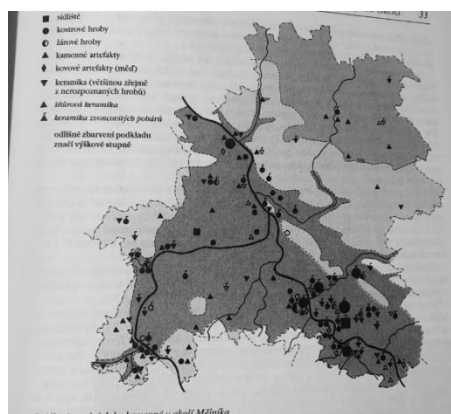 33
sídliště
kostrové hroby
žárové hroby
kamenné artefakty
kovové artefakty (měď)
keramika (většinou zřejmě
z nerozpoznaných hrobů)
šňůrová keramika
keramika zvoncovitých pohárů
odlišné zbarvení podkladu
značí výškové stupně
v okolí Mělníka